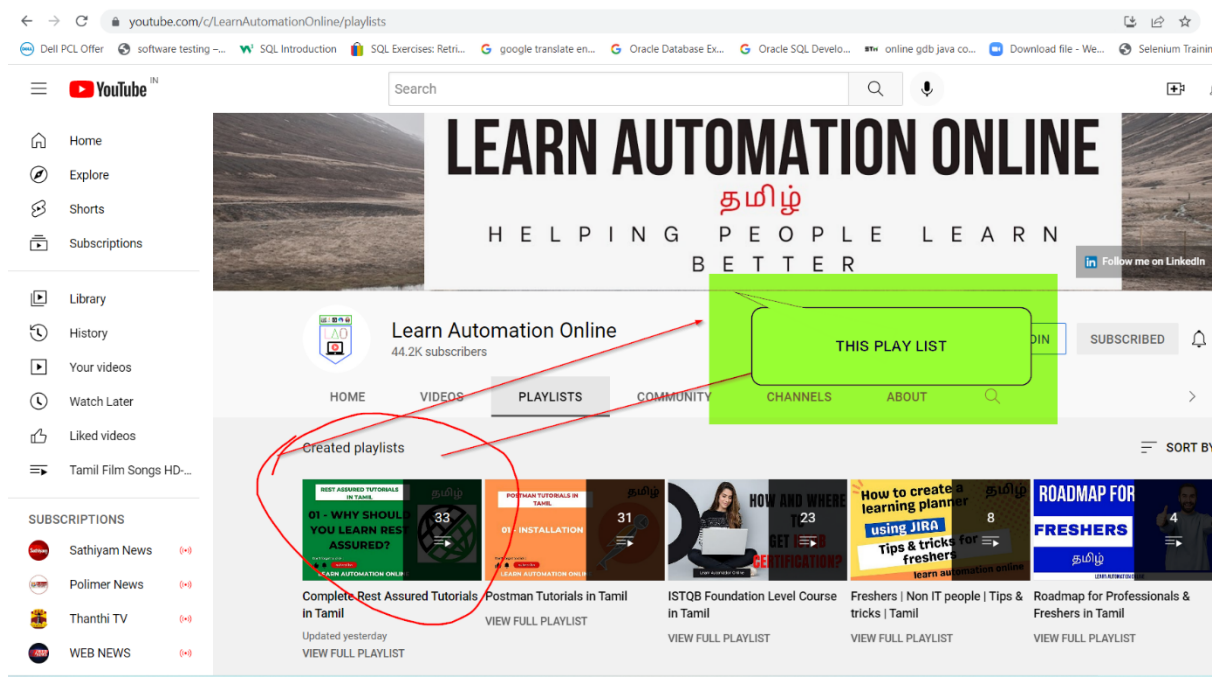 youtube.com/c/LearnAutomationOnline/playlists
Dell PCL Offer software testing –... SQL Introduction SQL Exercises: Retri... google translate en... Oracle Database Ex... Oracle SQL Develo... online gdb java co... Download file - We... Selenium Trainin
YouTube IN
Search
Home
Explore
Shorts
Subscriptions
Library
History
Your videos
Watch Later
Liked videos
Tamil Film Songs HD-...
SUBSCRIPTIONS
Sathiyam News
Polimer News
Thanthi TV
WEB NEWS
LEARN AUTOMATION ONLINE
தமிழ்
HELPING PEOPLE LEARN
BETTER
Follow me on LinkedIn
LAO
Learn Automation Online
44.2K subscribers
THIS PLAY LIST
OIN
SUBSCRIBED
HOME VIDEOS PLAYLISTS COMMUNITY CHANNELS ABOUT
Created playlists
SORT BY
REST ASSURED TUTORIALS
IN TAMIL
தமிழ்
01 - WHY SHOULD
YOU LEARN REST
ASSURED?
33
LEARN AUTOMATION ONLINE
Complete Rest Assured Tutorials
in Tamil
Updated yesterday
VIEW FULL PLAYLIST
POSTMAN TUTORIALS IN
TAMIL
தமிழ்
01 - INSTALLATION
31
LEARN AUTOMATION ONLINE
Postman Tutorials in Tamil
VIEW FULL PLAYLIST
HOW AND WHERE
TO
GET ISTQB
CERTIFICATION?
23
Learn Automation Online
ISTQB Foundation Level Course
in Tamil
VIEW FULL PLAYLIST
How to create a
learning planner
தமிழ்
using JIRA
8
Tips & tricks for
freshers
learn automation online
Freshers | Non IT people | Tips &
tricks | Tamil
VIEW FULL PLAYLIST
ROADMAP FOR
FRESHERS
தமிழ்
4
Roadmap for Professionals &
Freshers in Tamil
VIEW FULL PLAYLIST